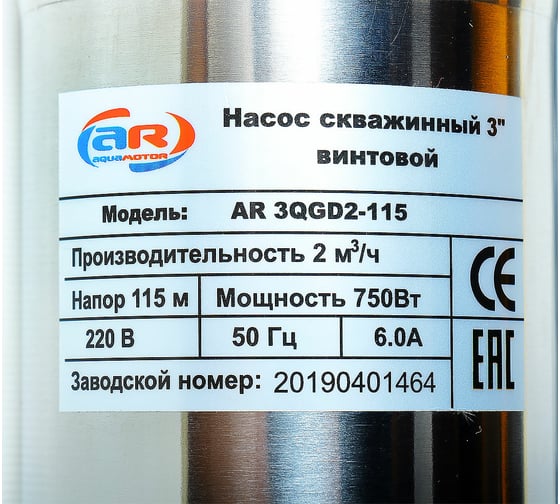 aR
aquamotor
Насос скважинный 3"
винтовой
Модель: AR 3QGD2-115
Производительность 2 м³/ч
Напор 115 м Мощность 750Вт
CE
220 В 50 Гц 6.0А
Заводской номер: 20190401464
ЕАС